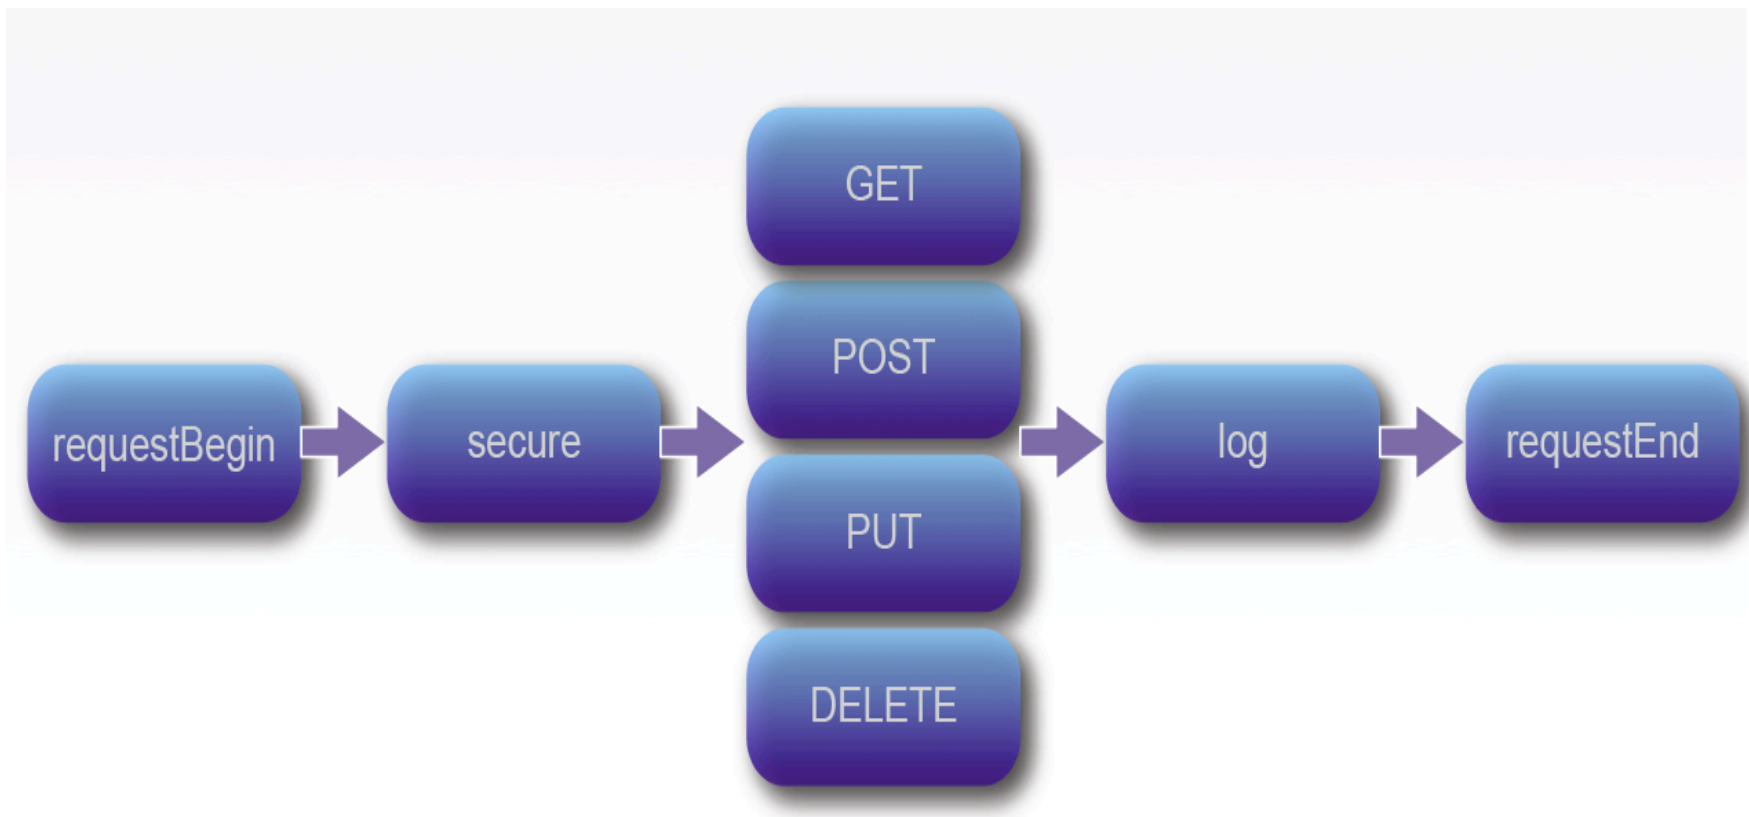 requestBegin
secure
GET
POST
PUT
DELETE
log
requestEnd